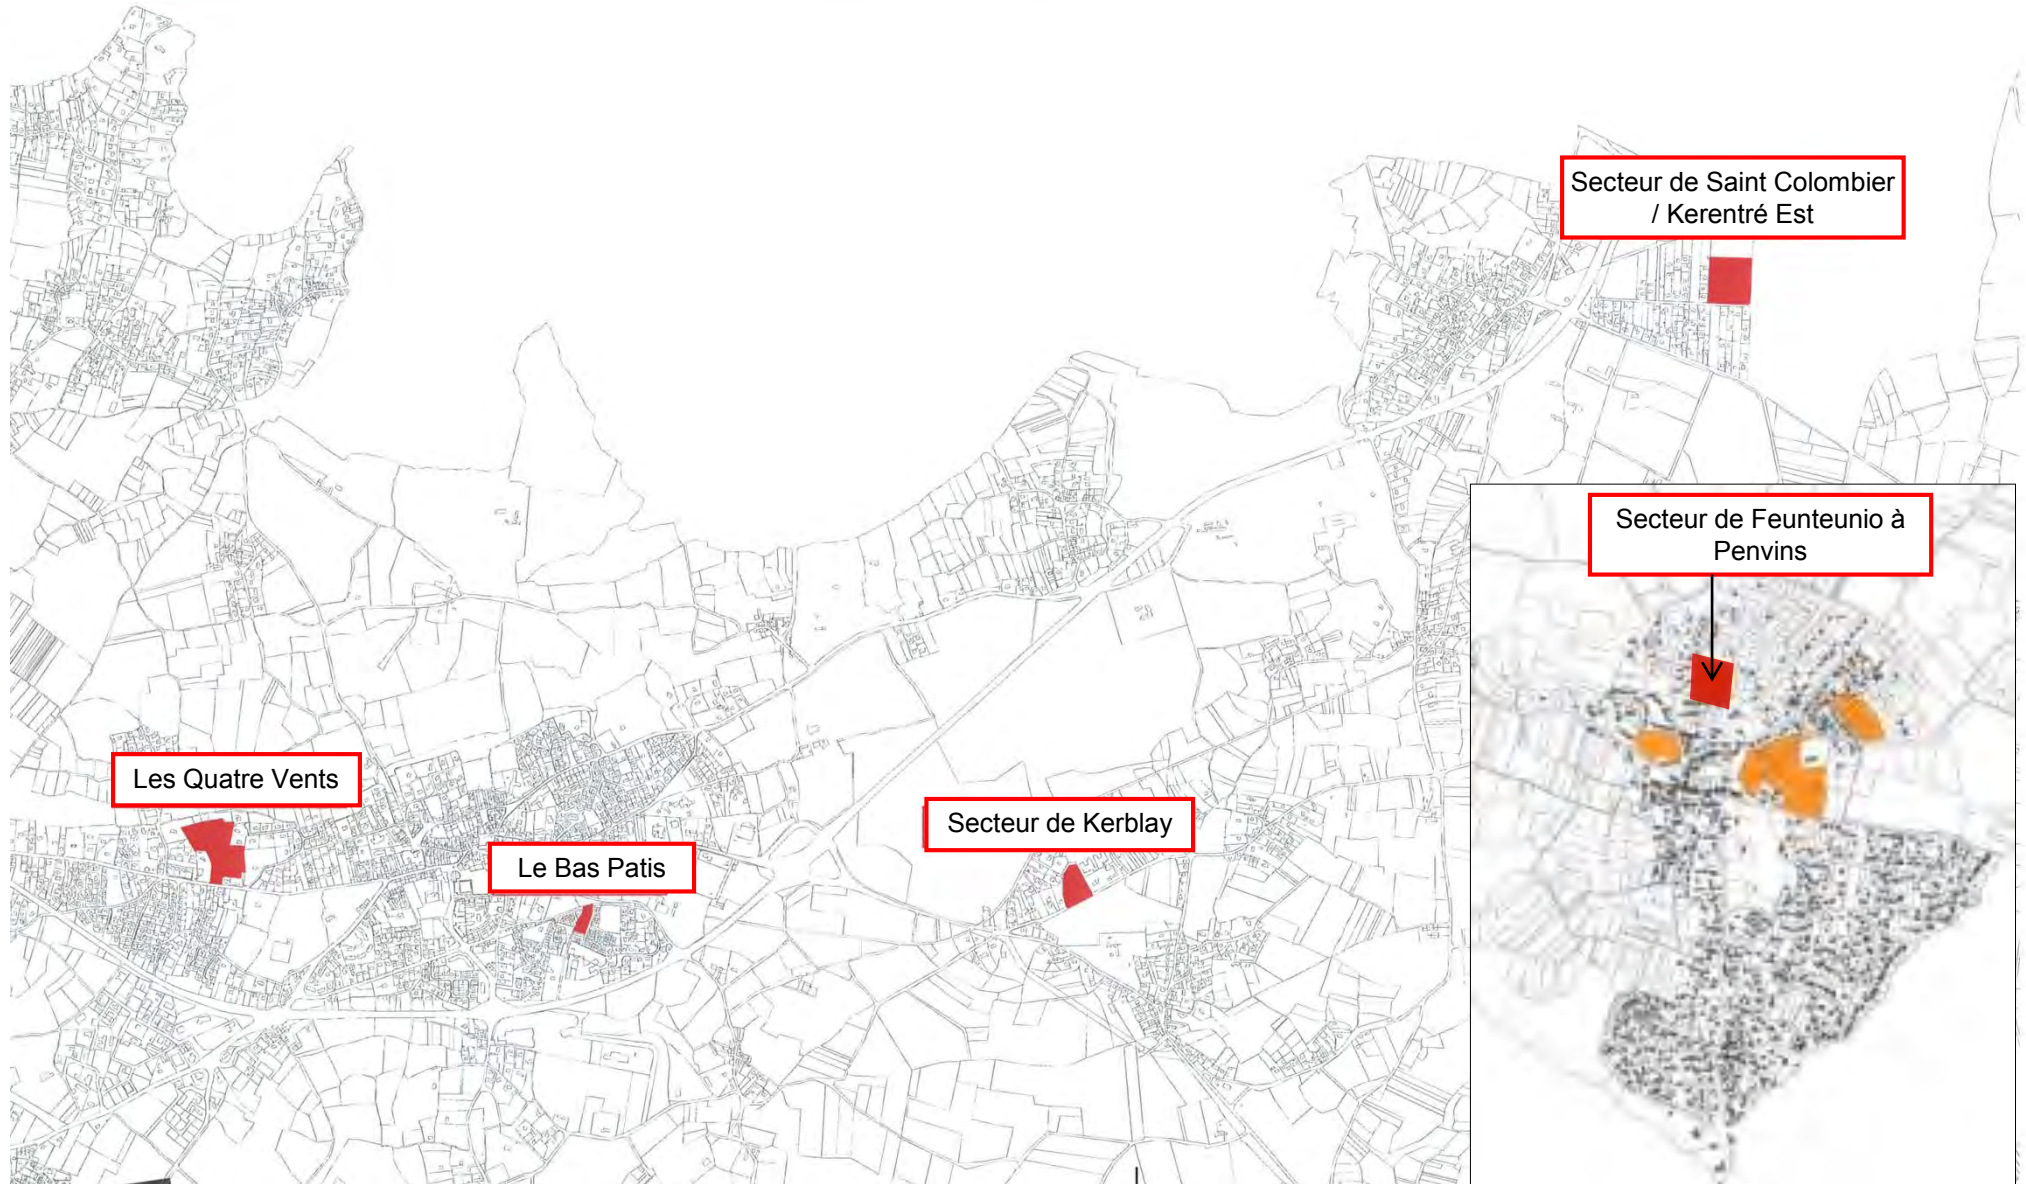 Secteur de Saint Colombier
/ Kerentré Est
Secteur de Feunteunio à
Penvins
Les Quatre Vents
Secteur de Kerblay
Le Bas Patis